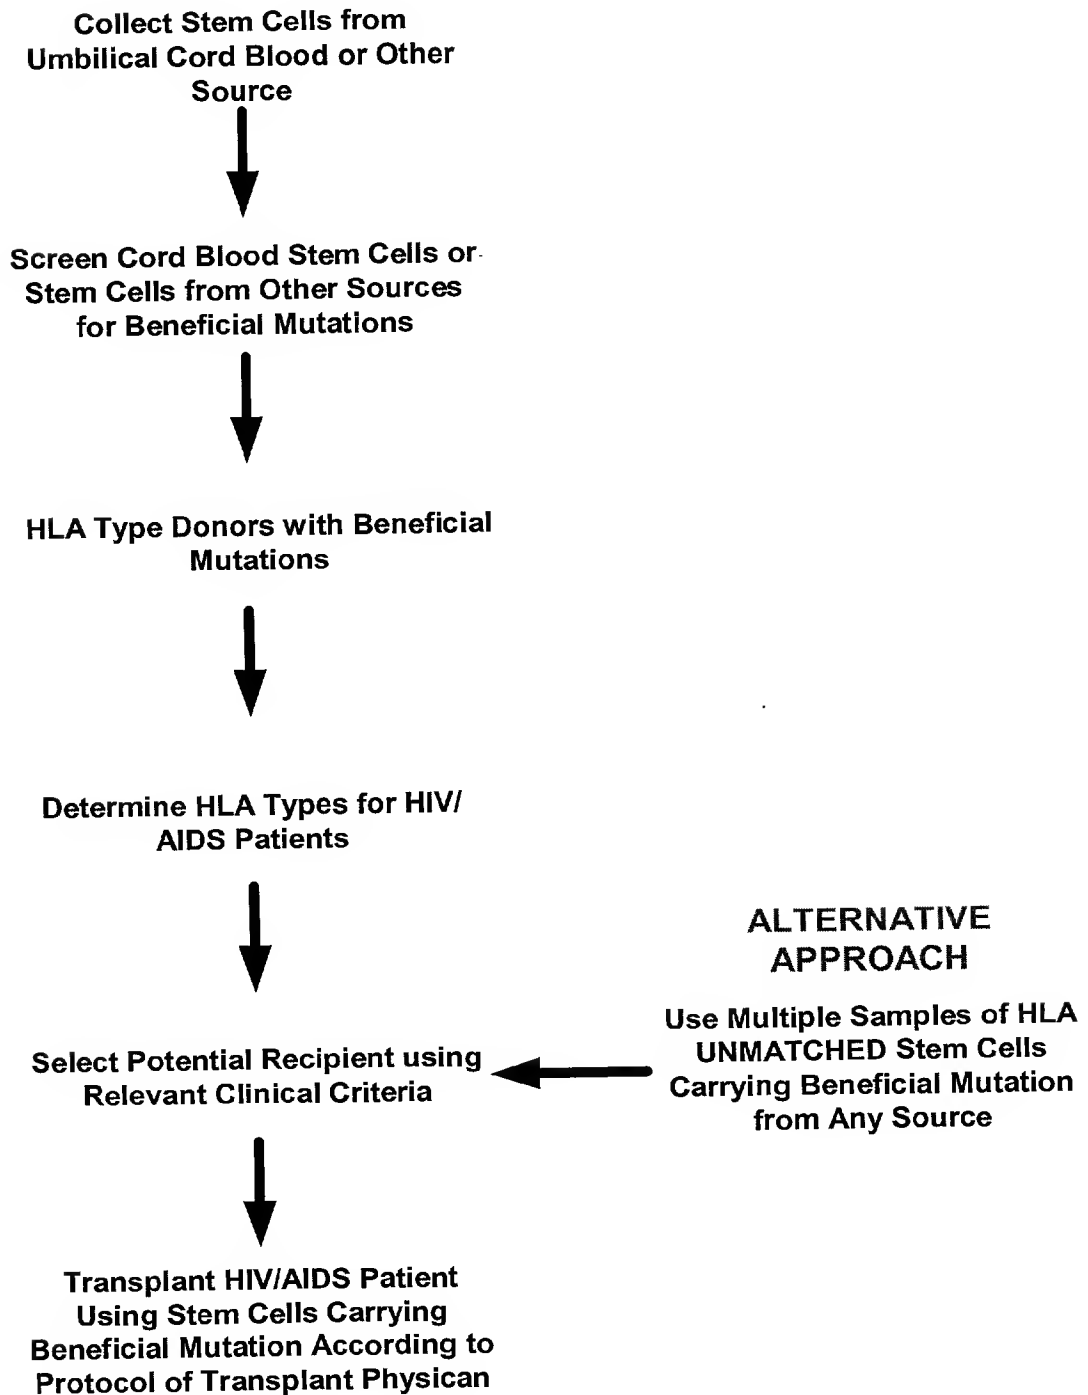 Collect Stem Cells from
Umbilical Cord Blood or Other
Source
Screen Cord Blood Stem Cells or
Stem Cells from Other Sources
for Beneficial Mutations
HLA Type Donors with Beneficial
Mutations
Determine HLA Types for HIV/
AIDS Patients
ALTERNATIVE
APPROACH
Use Multiple Samples of HLA
UNMATCHED Stem Cells
Carrying Beneficial Mutation
from Any Source
Select Potential Recipient using
Relevant Clinical Criteria
Transplant HIV/AIDS Patient
Using Stem Cells Carrying
Beneficial Mutation According to
Protocol of Transplant Physican